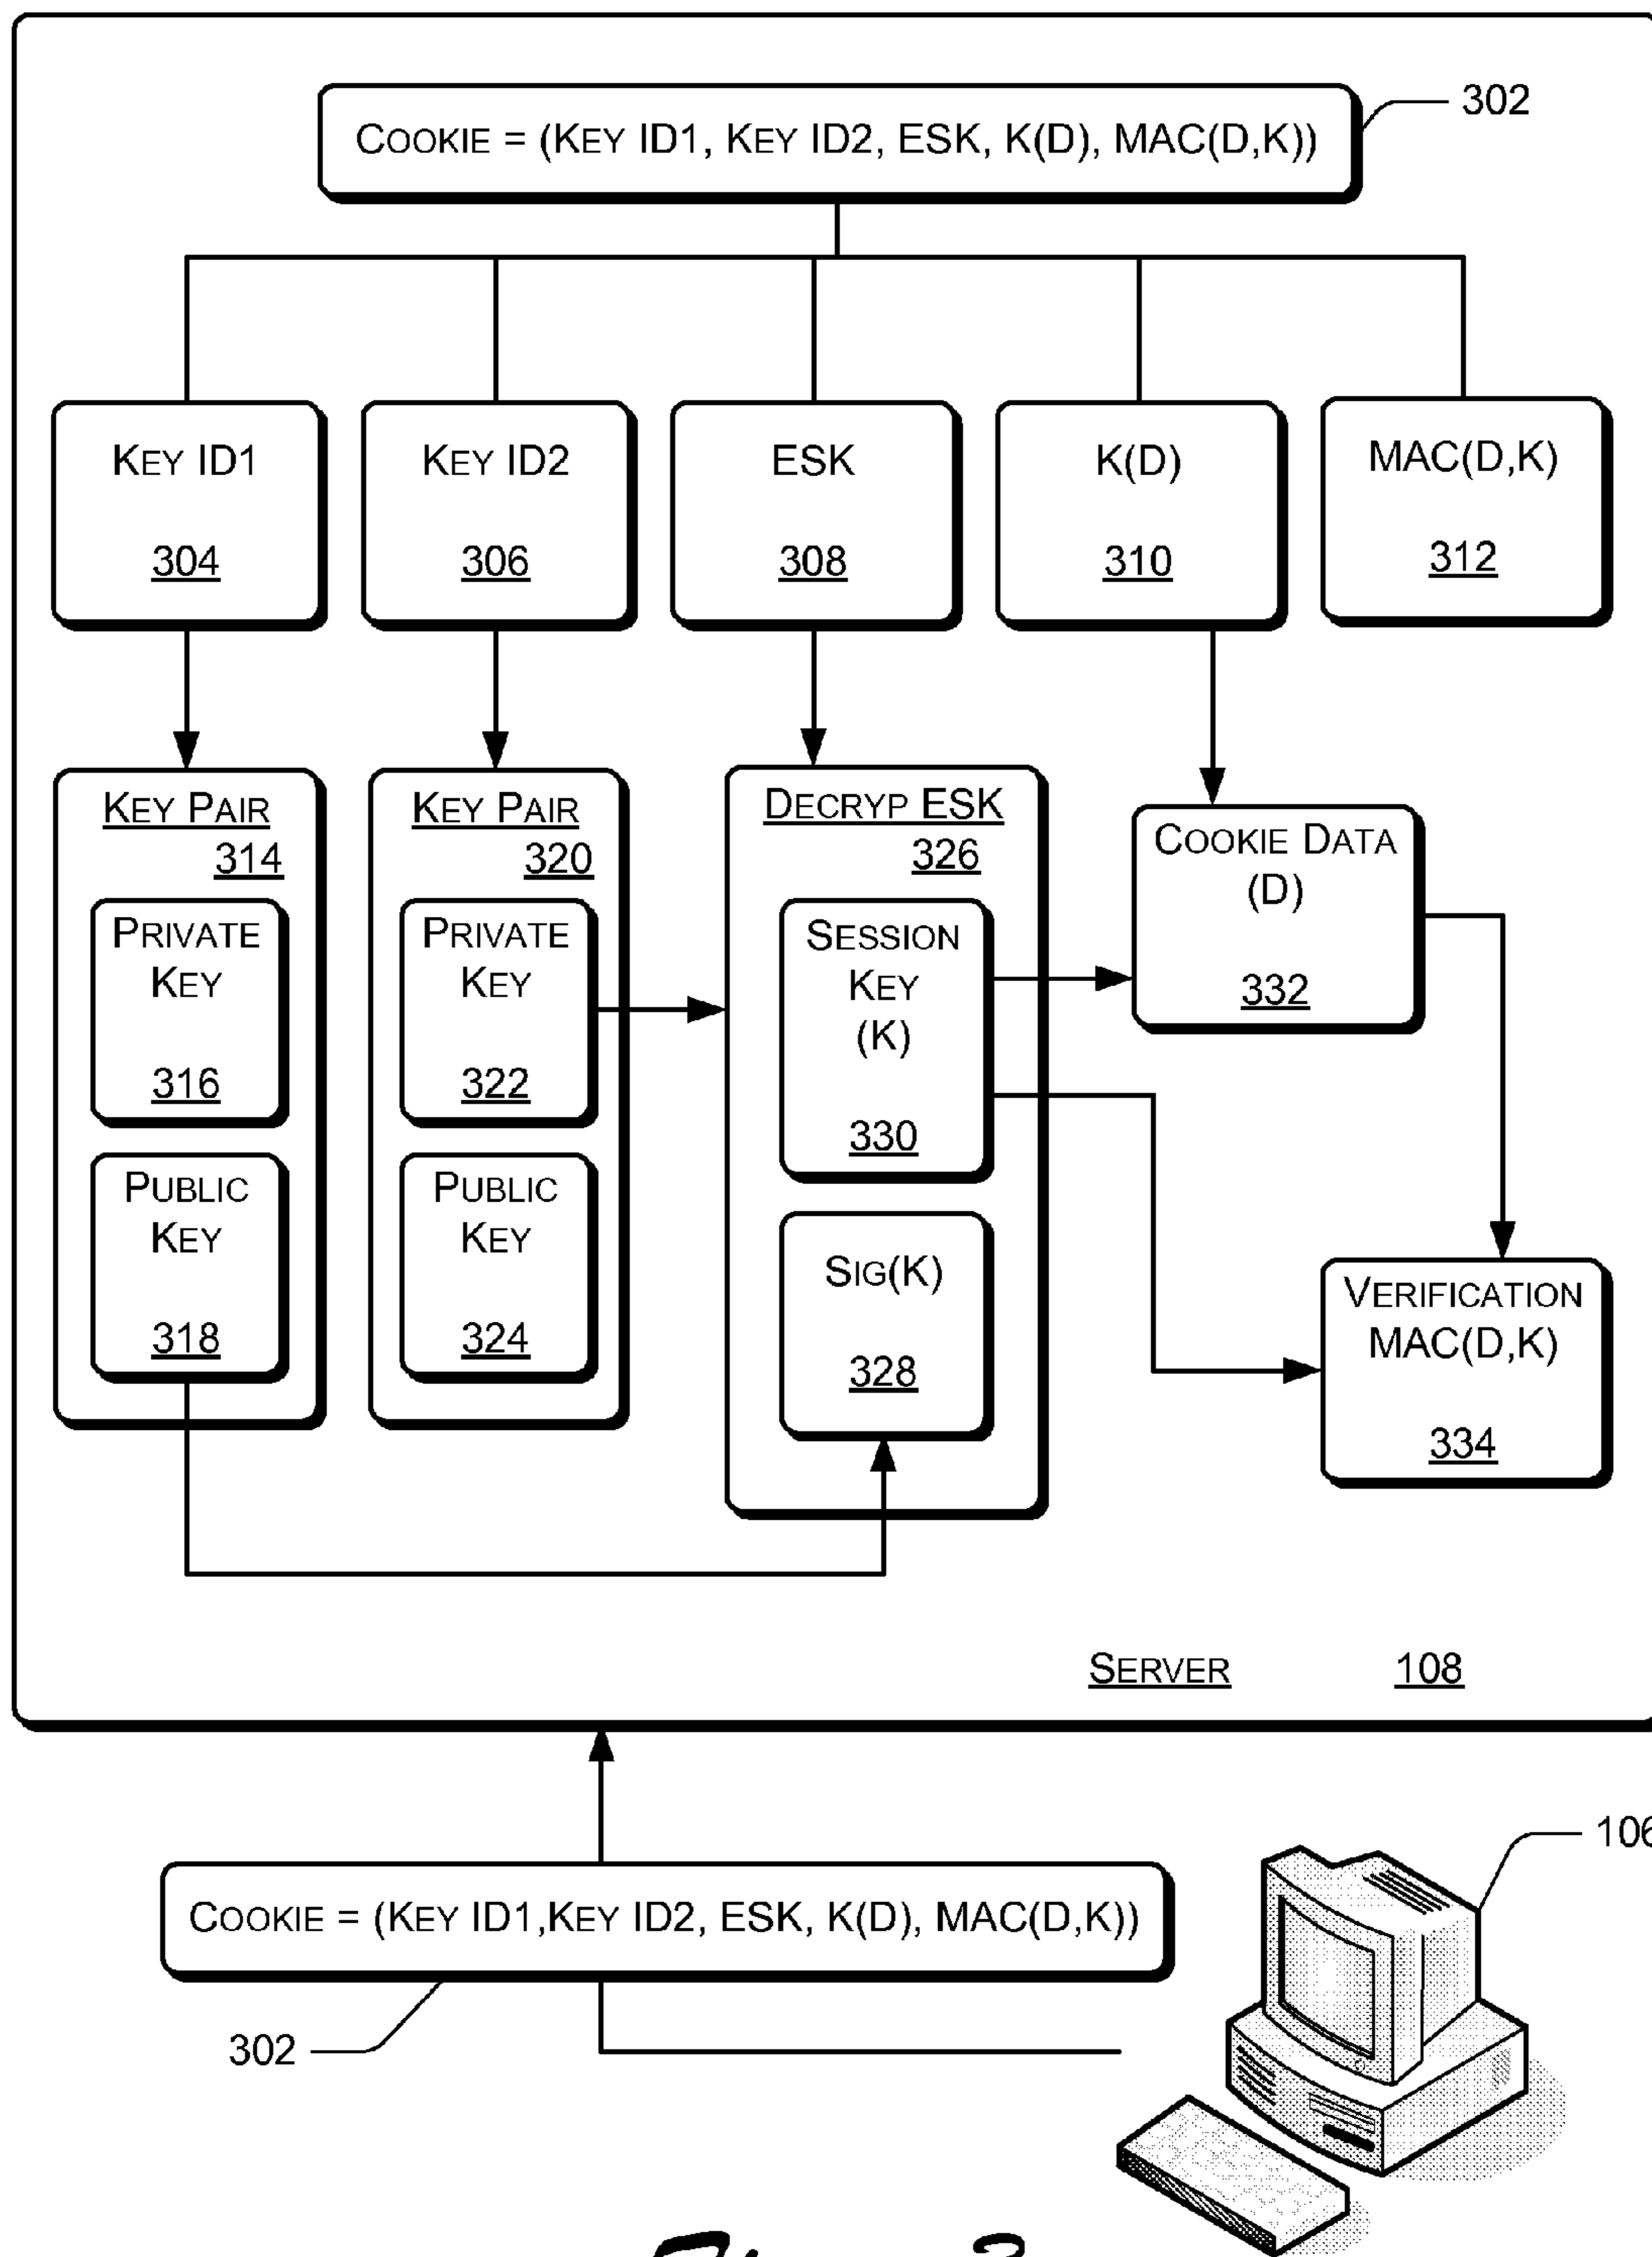 COOKIE = (KEY ID1, KEY ID2, ESK, K(D), MAC(D,K))
302
KEY ID1
304
KEY ID2
306
ESK
308
K(D)
310
MAC(D,K)
312
KEY PAIR
314
PRIVATE
KEY
316
PUBLIC
KEY
318
KEY PAIR
320
PRIVATE
KEY
322
PUBLIC
KEY
324
DECRYP ESK
326
SESSION
KEY
(K)
330
SIG(K)
328
COOKIE DATA
(D)
332
VERIFICATION
MAC(D,K)
334
SERVER 108
106
COOKIE = (KEY ID1,KEY ID2, ESK, K(D), MAC(D,K))
302